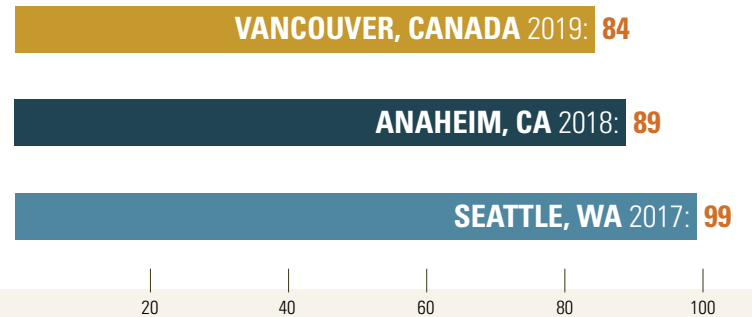 VANCOUVER, CANADA 2019: 84
ANAHEIM, CA 2018: 89
SEATTLE, WA 2017: 99
20 40 60 80 100